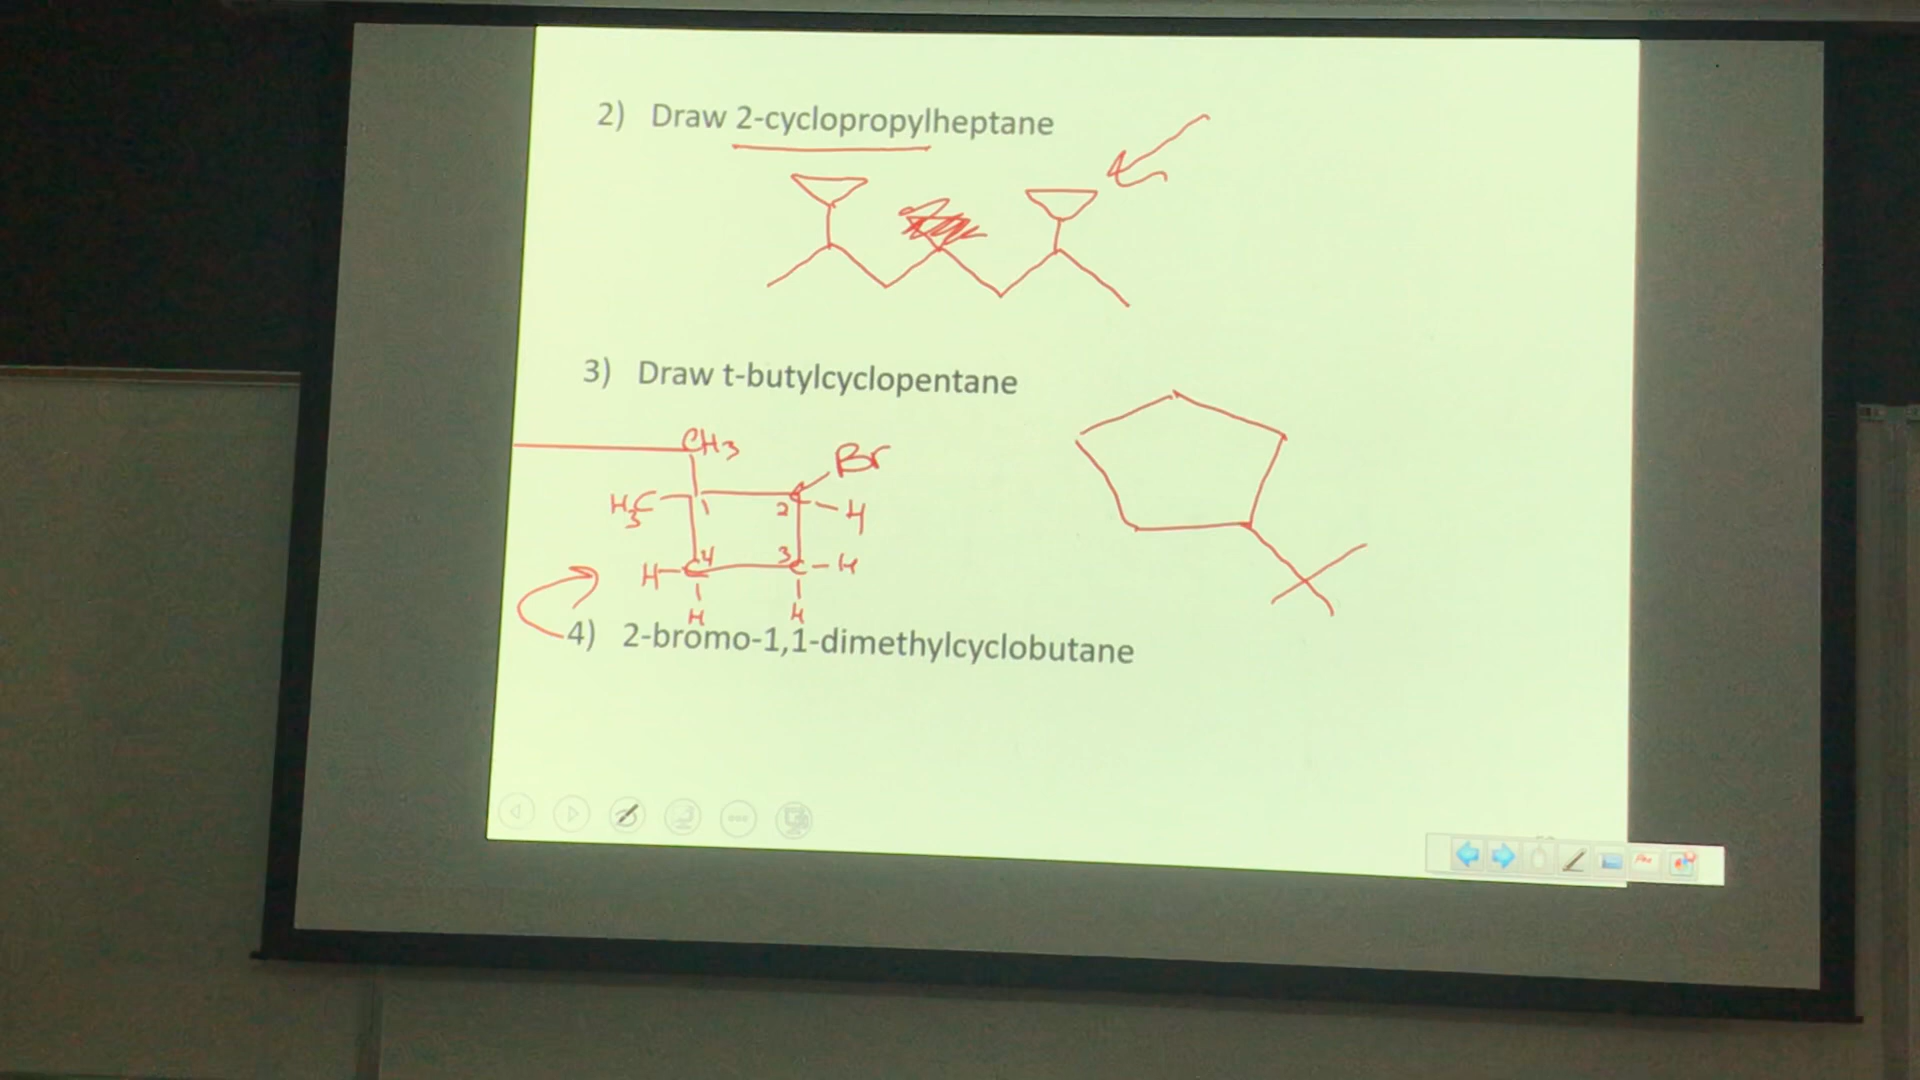 2) Draw 2-cyclopropylheptane
3) Draw t-butylcyclopentane
CH3
Br
H3C
1
2
H
4
3
H
C
C
H
H
H
4) 2-bromo-1,1-dimethylcyclobutane